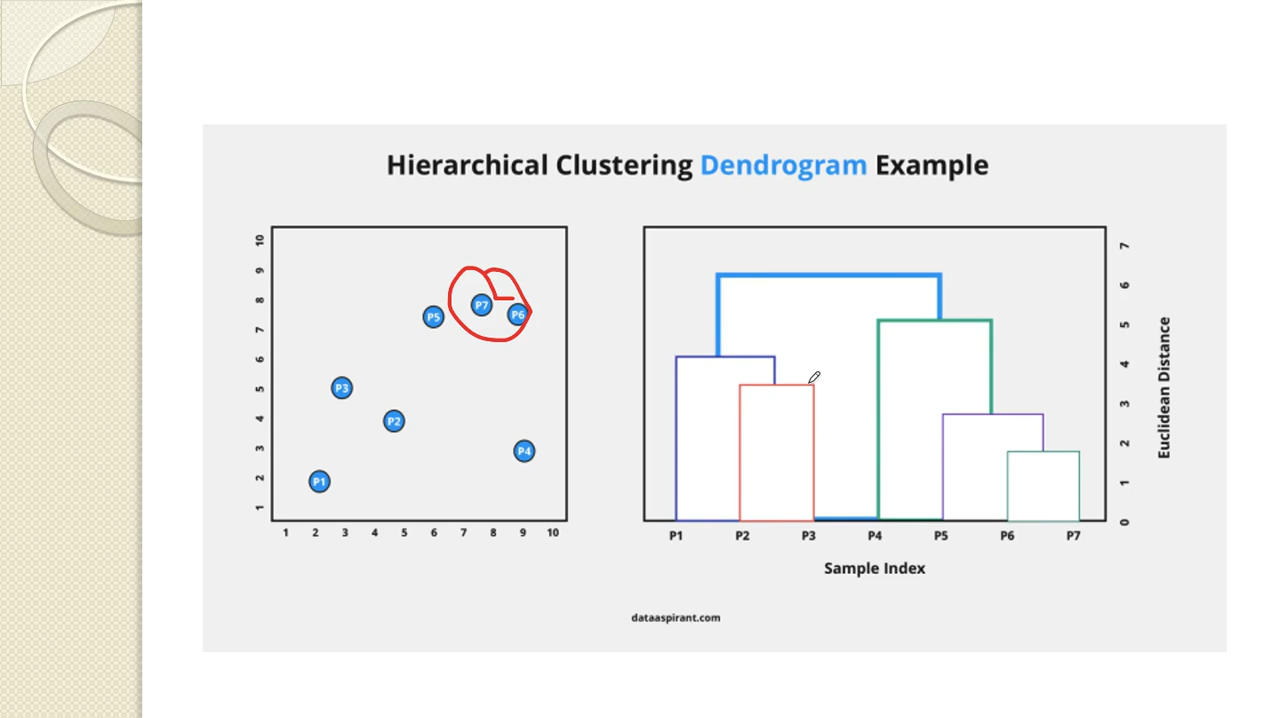 Hierarchical Clustering Dendrogram Example
10
9
8
7
6
5
4
3
2
1
P5
P7
P6
P3
P2
P4
P1
1 2 3 4 5 6 7 8 9 10
7
6
5
4
3
2
1
0
Euclidean Distance
P1 P2 P3 P4 P5 P6 P7
Sample Index
dataaspirant.com